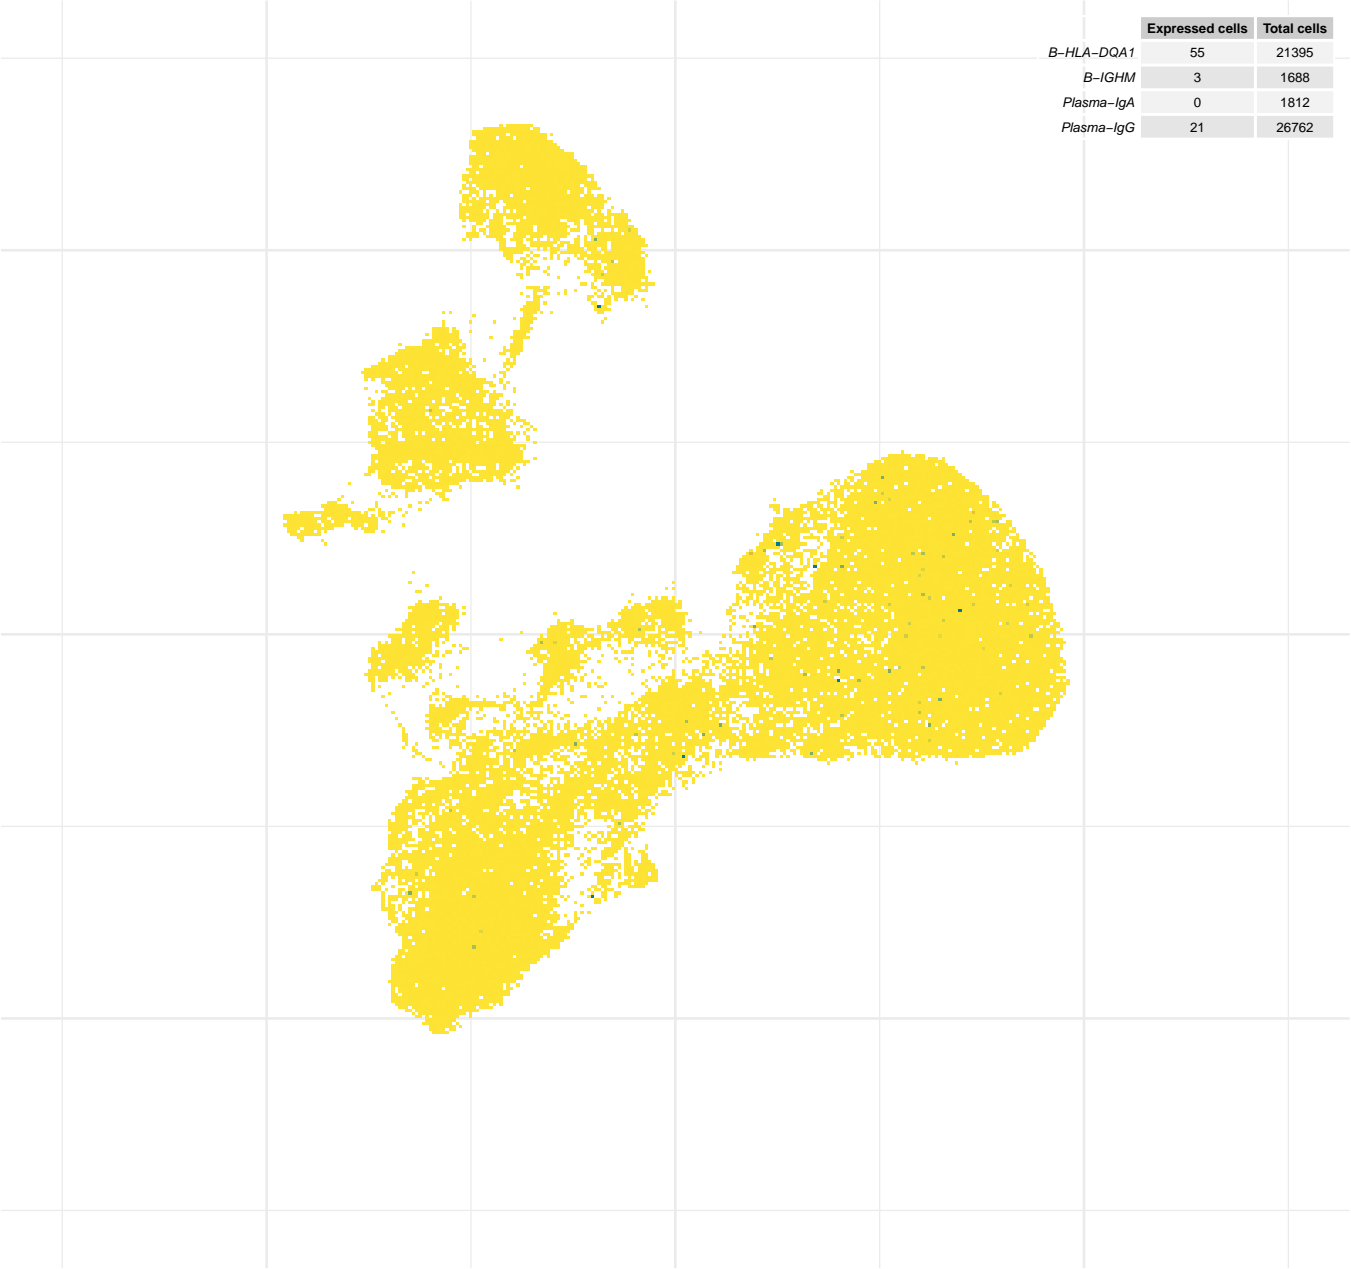 Expressed cells Total cells
B−HLA−DQA1 55 21395
B−IGHM 3 1688
Plasma−IgA 0 1812
Plasma−IgG 21 26762